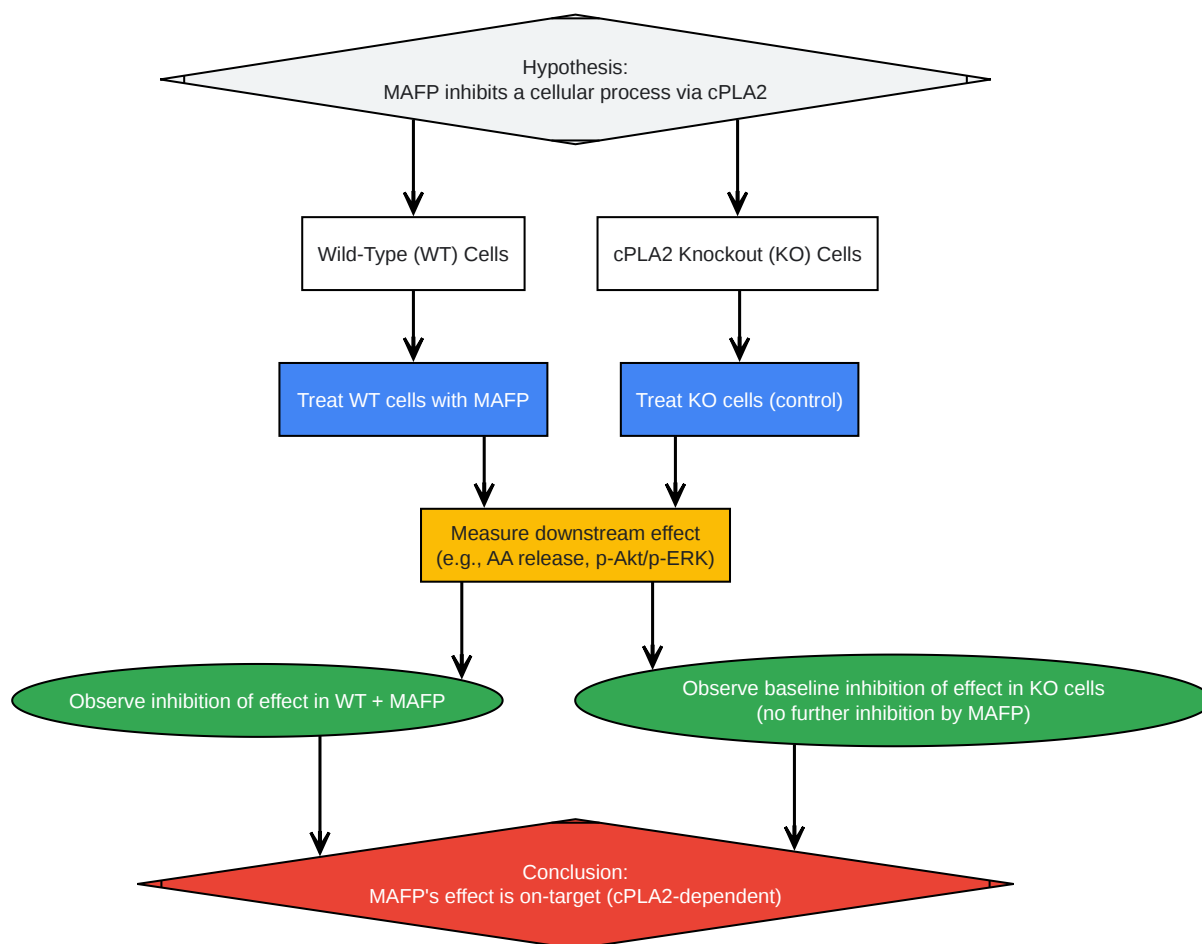 Hypothesis:
MAFP inhibits a cellular process via cPLA2
Wild-Type (WT) Cells
cPLA2 Knockout (KO) Cells
Treat WT cells with MAFP
Treat KO cells (control)
Measure downstream effect
(e.g., AA release, p-Akt/p-ERK)
Observe inhibition of effect in WT + MAFP
Observe baseline inhibition of effect in KO cells
(no further inhibition by MAFP)
Conclusion:
MAFP's effect is on-target (cPLA2-dependent)